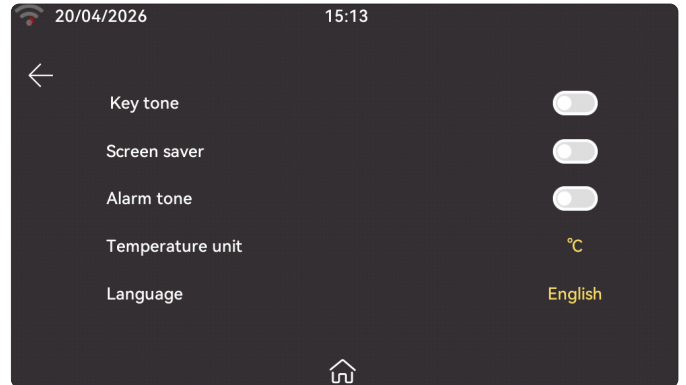 20/04/2026 15:13
Key tone
Screen saver
Alarm tone
Temperature unit ℃
Language English